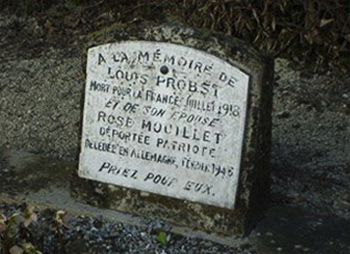 A LA MÉMOIRE DE
LOUIS PROBST
MORT POUR LA FRANCE JUILLET 1918
ET DE SON EPOUSE
ROSE MOUILLET
DÉPORTÉE PATRIOTE
DÉCÉDÉE EN ALLEMAGNE, FÉVRIER 1945
PRIEZ POUR EUX.